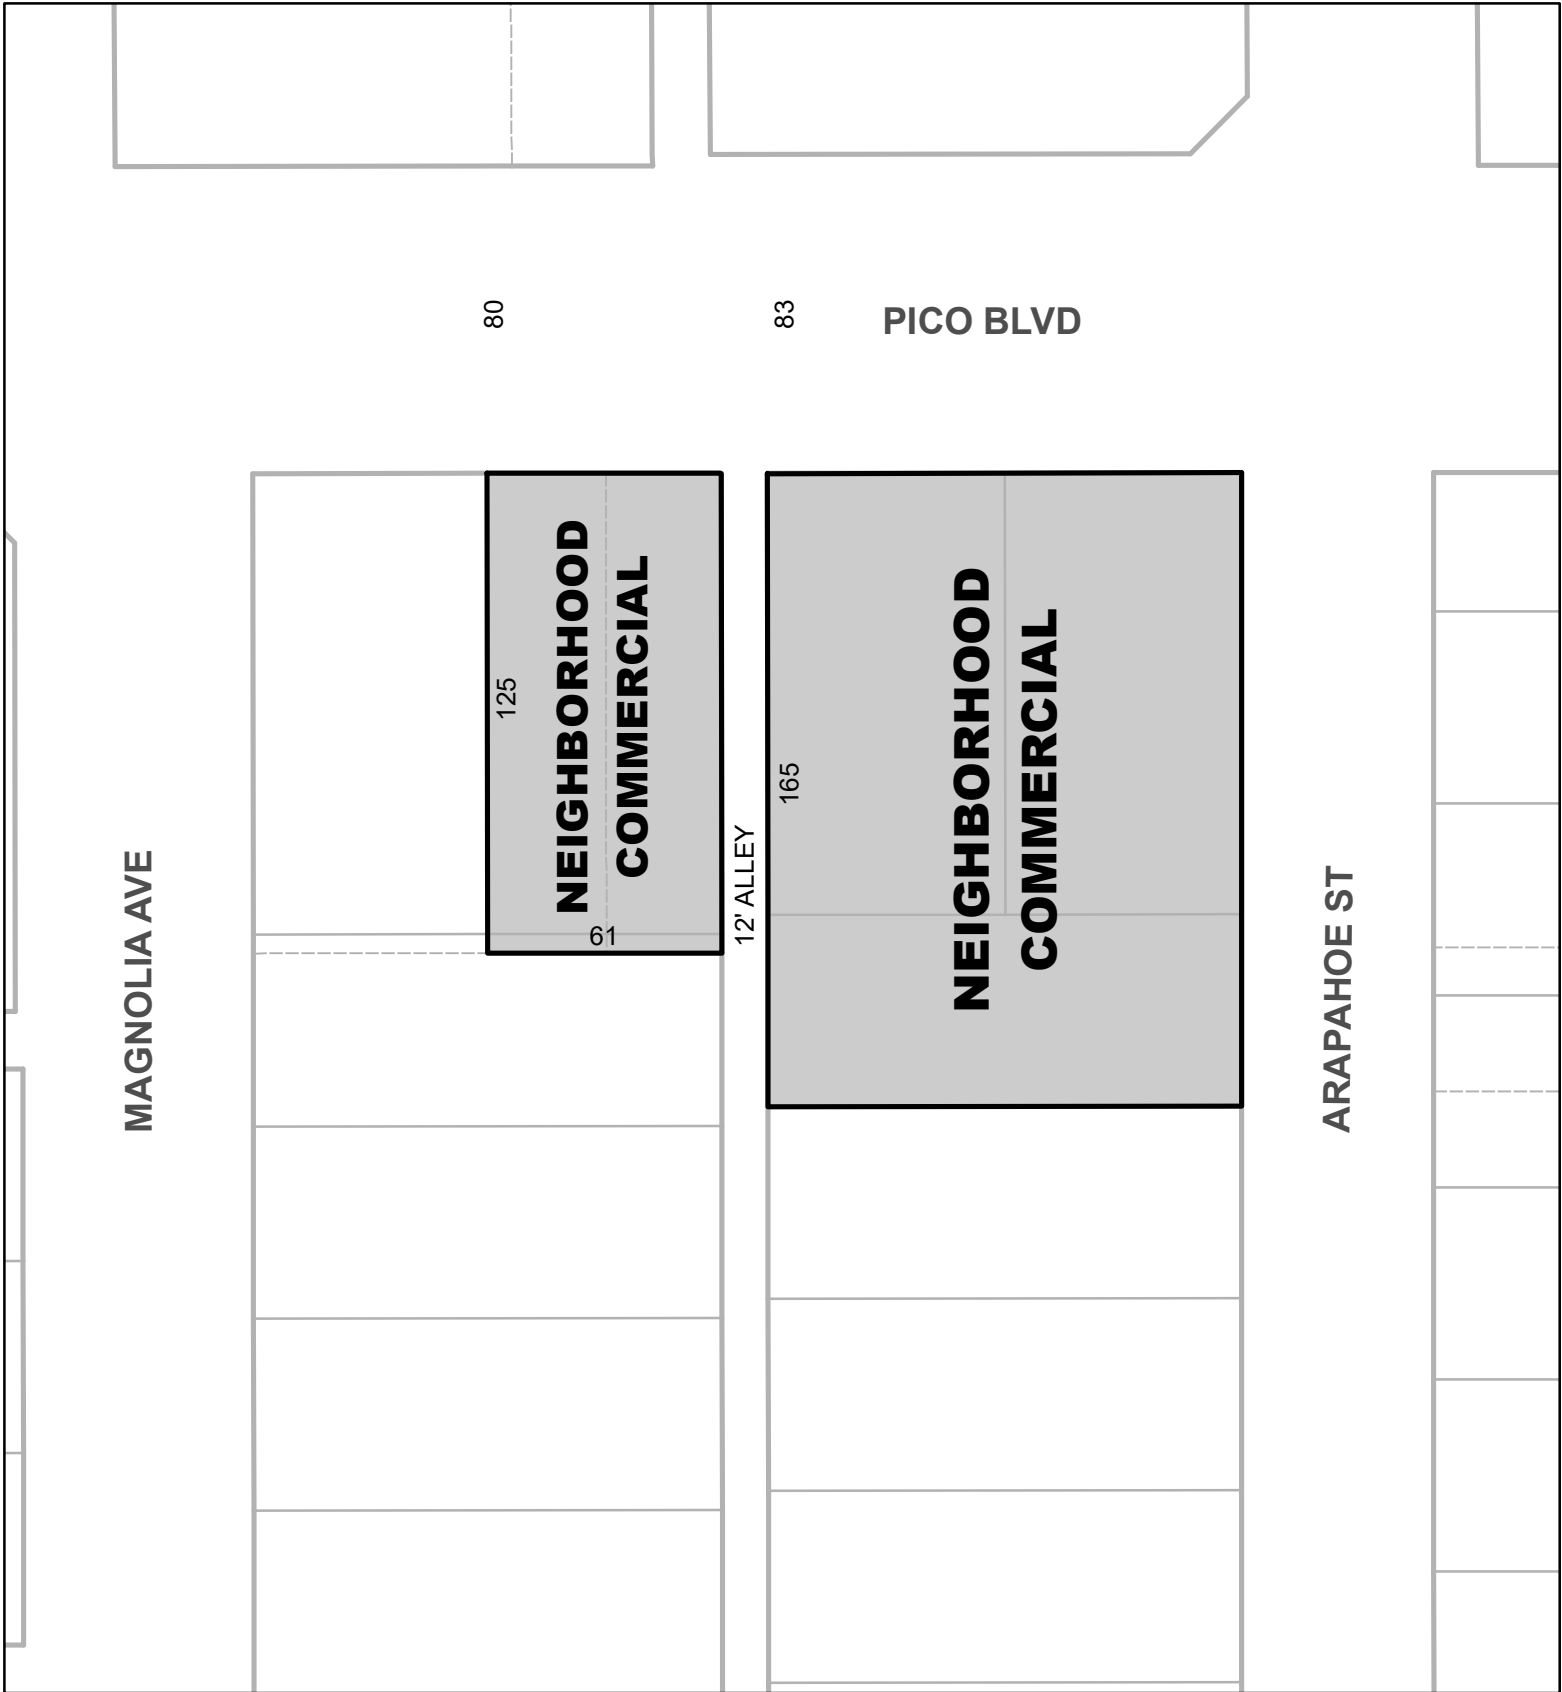 80
83
PICO BLVD
NEIGHBORHOOD
COMMERCIAL
125
61
12' ALLEY
165
NEIGHBORHOOD
COMMERCIAL
MAGNOLIA AVE
ARAPAHOE ST